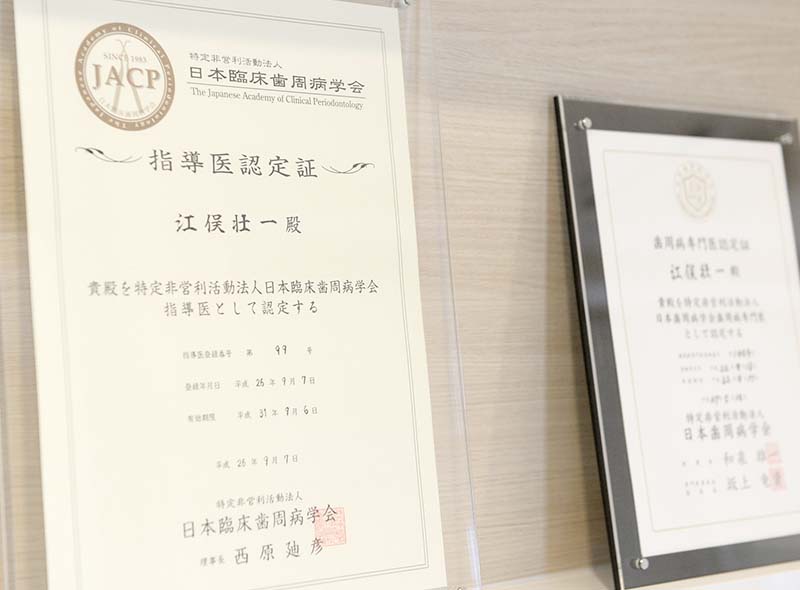 SINCE 1983
JACP
特定非営利活動法人
日本臨床歯周病学会
The Japanese Academy of Clinical Periodontology
指導医認定証
江俣壮一殿
貴殿を特定非営利活動法人日本臨床歯周病学会
指導医として認定する
指導医登録番号 第 99 号
登録年月日 平成 26 年 9 月 7 日
有効期限 平成 31 年 9 月 6 日
平成 26 年 9 月 7 日
特定非営利活動法人
日本臨床歯周病学会
理事長 西原廸彦
歯周病専門医認定証
江俣壮一殿
貴殿を特定非営利活動法人
日本歯周病学会歯周病専門医
として認定する
特定非営利活動法人
日本歯周病学会
和泉雄一
坂上竜資